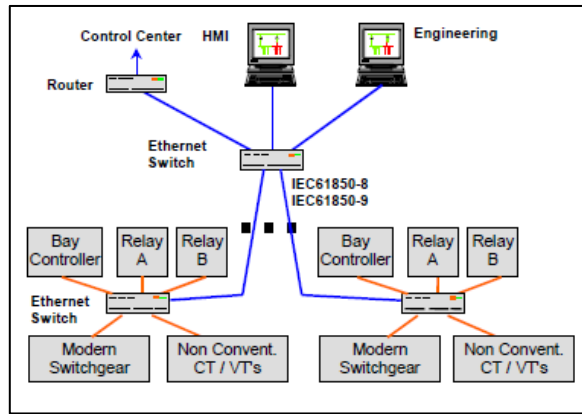 Control Center
HMI
Engineering
Router
Ethernet
Switch
IEC61850-8
IEC61850-9
Bay
Controller
Relay
A
Relay
B
Bay
Controller
Relay
A
Relay
B
Ethernet
Switch
Modern
Switchgear
Non Convent.
CT / VT's
Modern
Switchgear
Non Convent.
CT / VT's